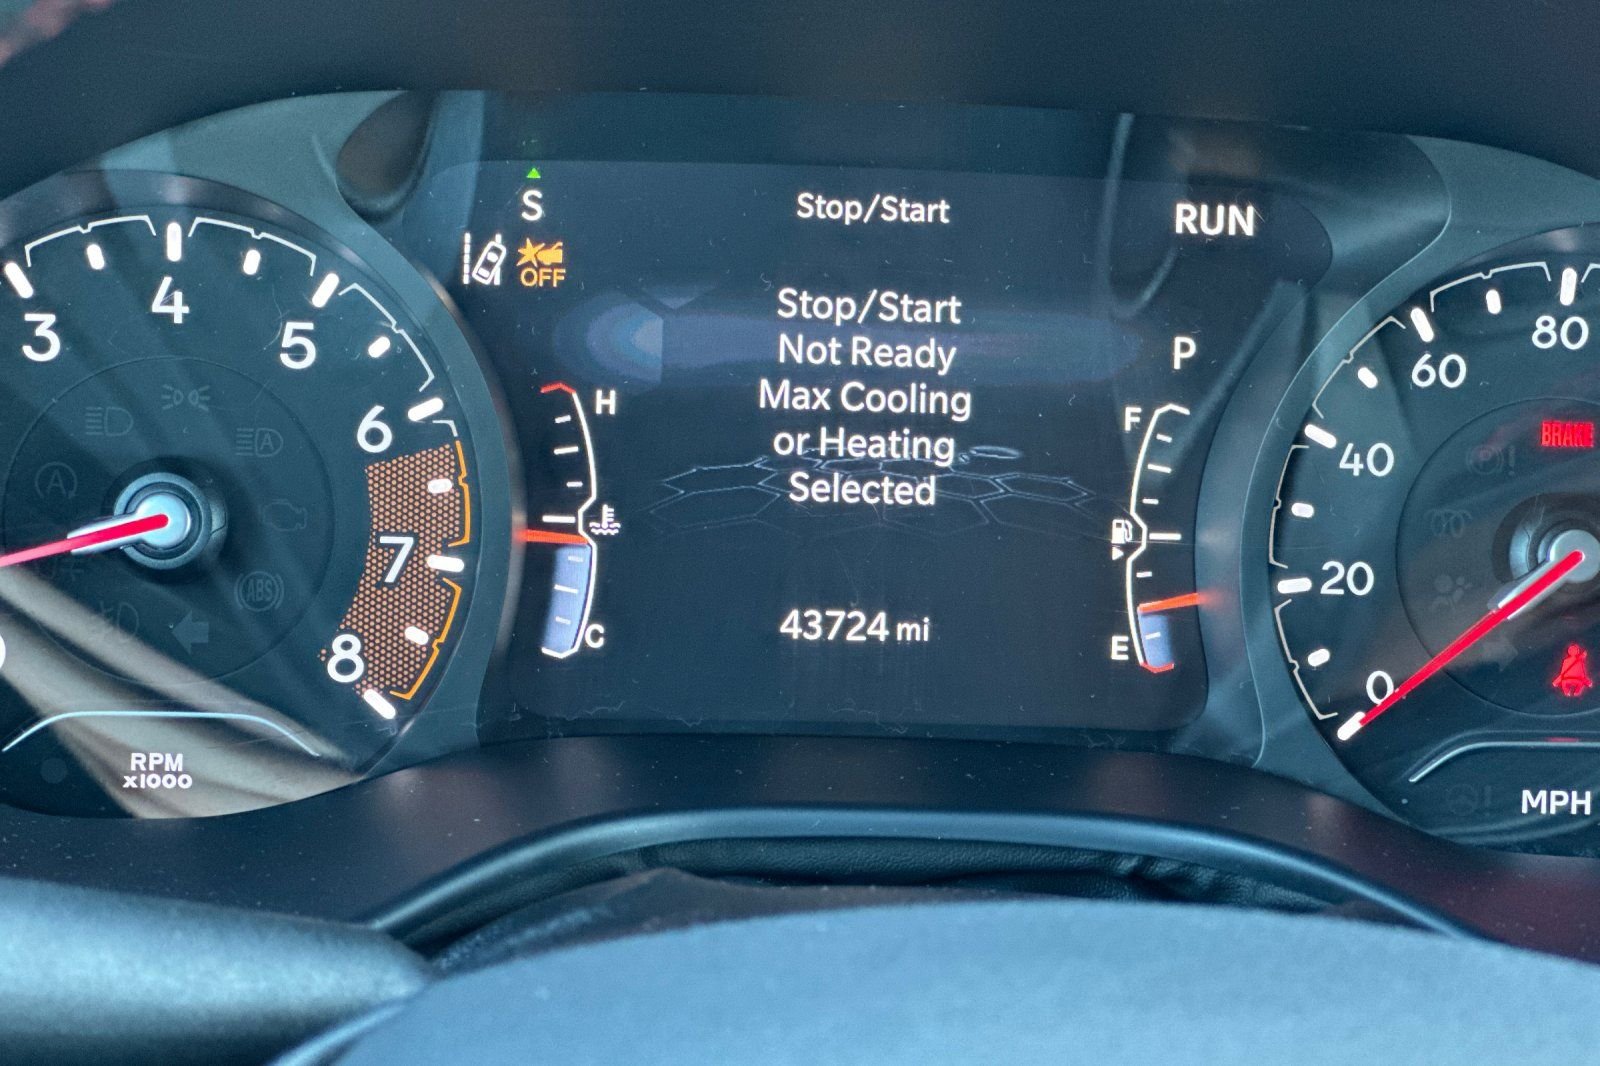 S
Stop/Start
RUN
OFF
Stop/Start
Not Ready
Max Cooling
or Heating
Selected
P
43724 mi
H
C
F
E
3
4
5
6
7
8
RPM
x1000
A
ABS
80
60
40
20
0
BRAKE
P !
MPH